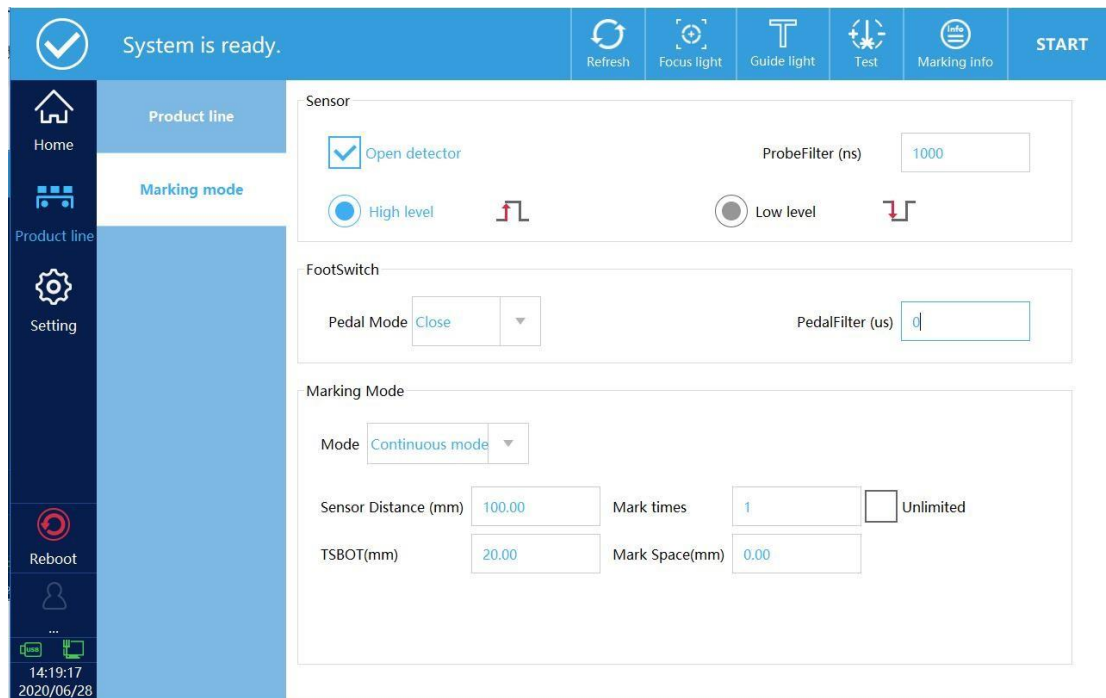 System is ready.
Refresh
Focus light
Guide light
info
Test
Marking info
START
Home
Product line
Setting
Reboot
...
usb
14:19:17
2020/06/28
Product line
Marking mode
Sensor
Open detector
ProbeFilter (ns) 1000
High level
Low level
FootSwitch
Pedal Mode Close
PedalFilter (us) 0
Marking Mode
Mode Continuous mode
Sensor Distance (mm) 100.00 Mark times 1 Unlimited
TSBOT(mm) 20.00 Mark Space(mm) 0.00